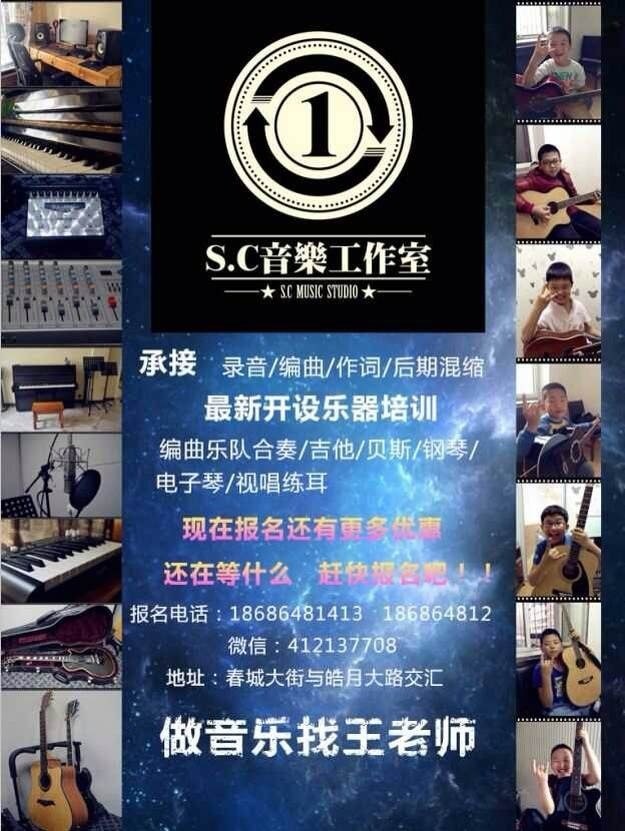 1
S.C音樂工作室
S.C MUSIC STUDIO
承接 录音/编曲/作词/后期混缩
最新开设乐器培训
编曲乐队合奏/吉他/贝斯/钢琴/
电子琴/视唱练耳
现在报名还有更多优惠
还在等什么 赶快报名吧！！
报名电话：18686481413 186864812
微信：412137708
地址：春城大街与皓月大路交汇
做音乐找王老师